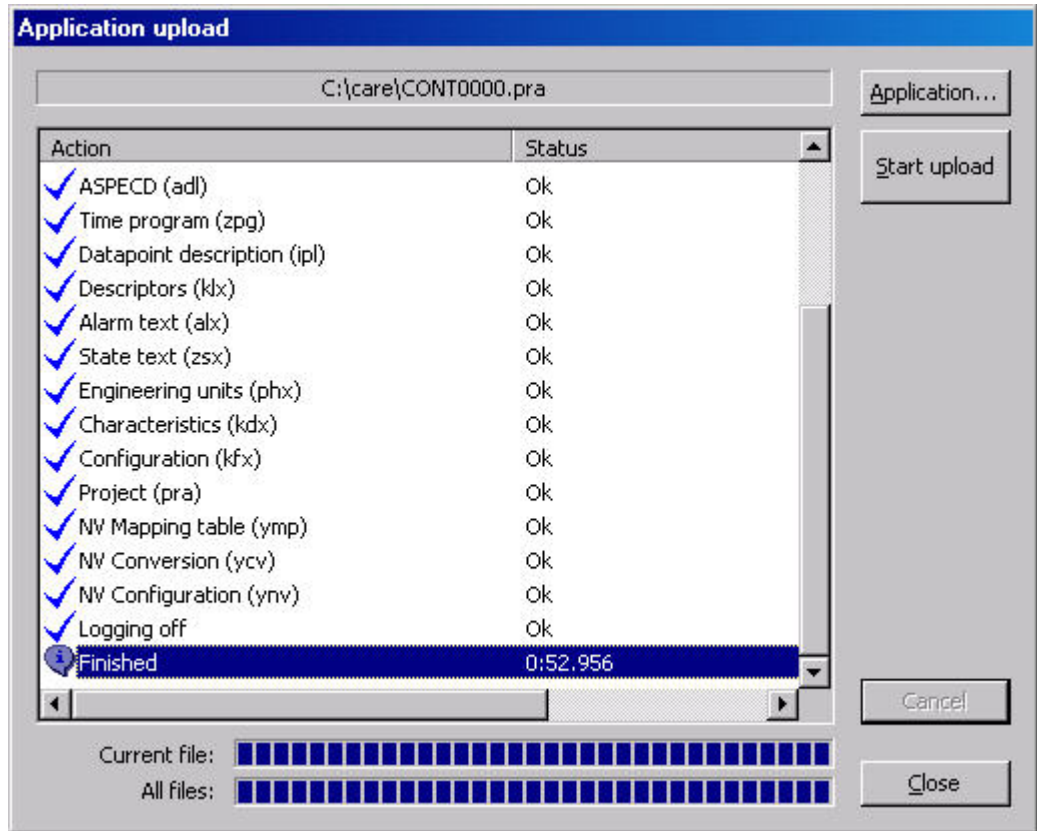 Application upload
C:\care\CONT0000.pra
Application...
Action Status
Start upload
ASPECD (adl) Ok
Time program (zpg) Ok
Datapoint description (ipl) Ok
Descriptors (klx) Ok
Alarm text (alx) Ok
State text (zsx) Ok
Engineering units (phx) Ok
Characteristics (kdx) Ok
Configuration (kfx) Ok
Project (pra) Ok
NV Mapping table (ymp) Ok
NV Conversion (ycv) Ok
NV Configuration (ynv) Ok
Logging off Ok
Finished 0:52.956
Cancel
Current file:
All files:
Close